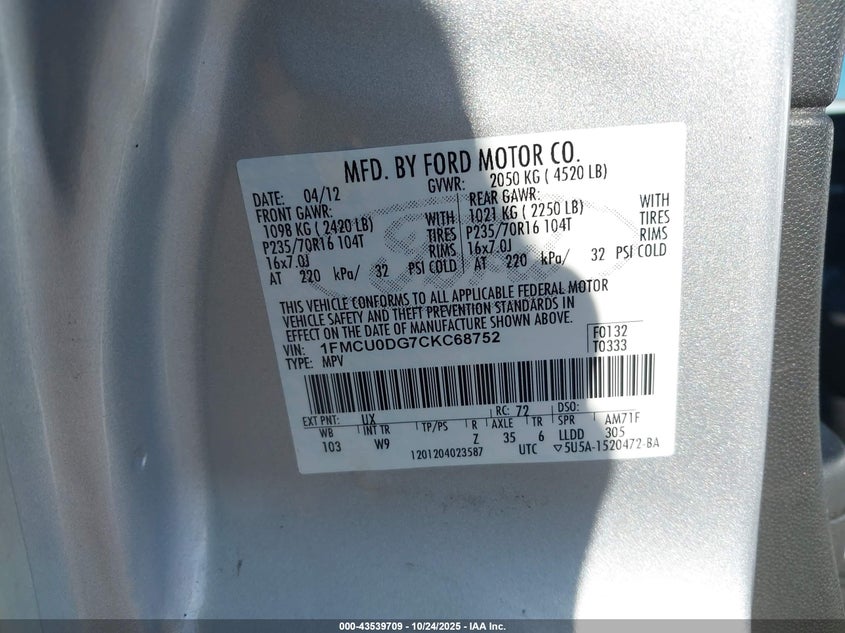 MFD. BY FORD MOTOR CO.
DATE: 04/12 GVWR: 2050 KG ( 4520 LB)
FRONT GAWR: REAR GAWR:
1098 KG ( 2420 LB) WITH 1021 KG ( 2250 LB) WITH
P235/70R16 104T TIRES P235/70R16 104T TIRES
16x7.0J RIMS 16x7.0J RIMS
AT 220 kPa/ 32 PSI COLD AT 220 kPa/ 32 PSI COLD
THIS VEHICLE CONFORMS TO ALL APPLICABLE FEDERAL MOTOR
VEHICLE SAFETY AND THEFT PREVENTION STANDARDS IN
EFFECT ON THE DATE OF MANUFACTURE SHOWN ABOVE.
VIN: 1FMCU0DG7CKC68752 F0132
TYPE: MPV T0333
EXT PNT: UX RC: 72 DSO:
WB INT TR TP/PS R AXLE TR SPR AM71F
103 W9 Z 35 6 LLDD 305
1201204023587 UTC ▽5U5A-1520472-BA
000-43539709 - 10/24/2025 - IAA Inc.